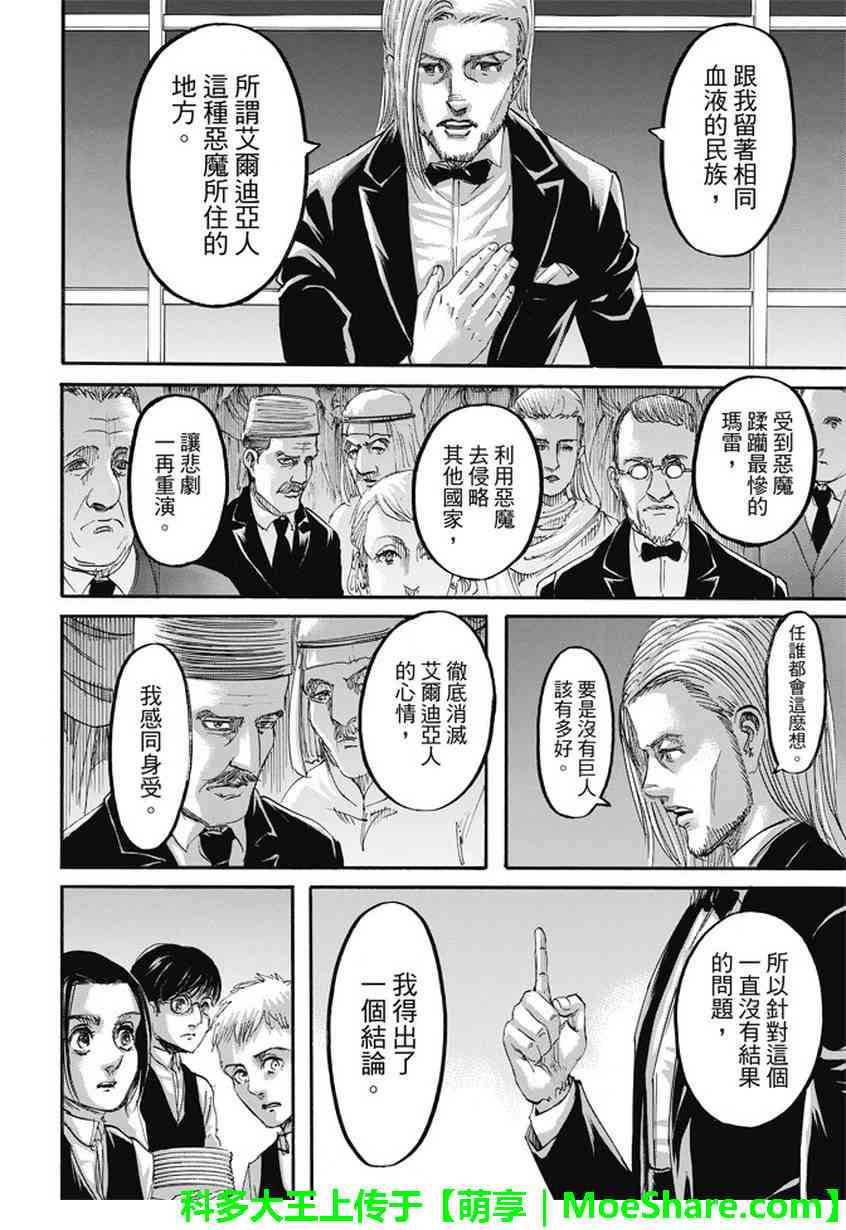 跟我留著相同
血液的民族，
所謂艾爾迪亞人
這種惡魔所住的
地方。
受到惡魔
蹂躪最慘的
瑪雷，
利用惡魔
去侵略
其他國家，
讓悲劇
一再重演。
任誰都會這麼想。
要是沒有巨人
該有多好。
徹底消滅
艾爾迪亞人
的心情，
我感同身受。
所以針對這個
一直沒有結果
的問題，
我得出了
一個結論。
科多大王上传于【萌享｜MoeShare.com】